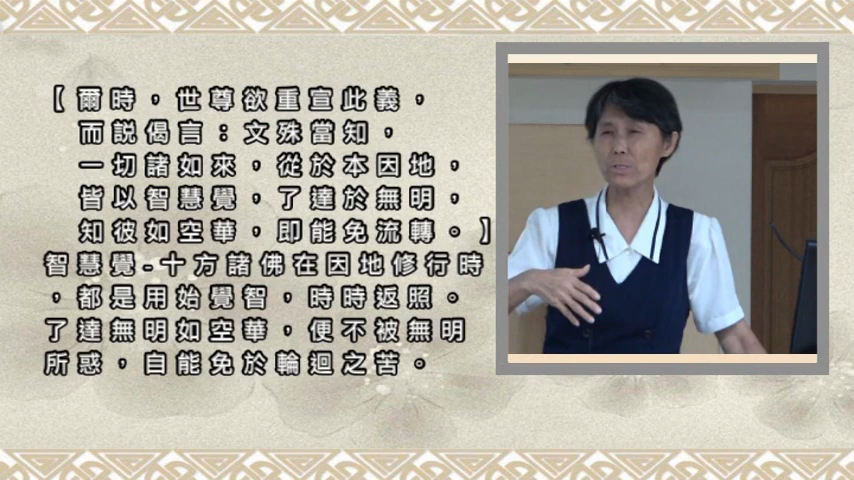 【爾時，世尊欲重宣此義，
而說偈言：文殊當知，
一切諸如來，從於本因地，
皆以智慧覺，了達於無明，
知彼如空華，即能免流轉。】
智慧覺-十方諸佛在因地修行時
，都是用始覺智，時時返照。
了達無明如空華，便不被無明
所惑，自能免於輪迴之苦。